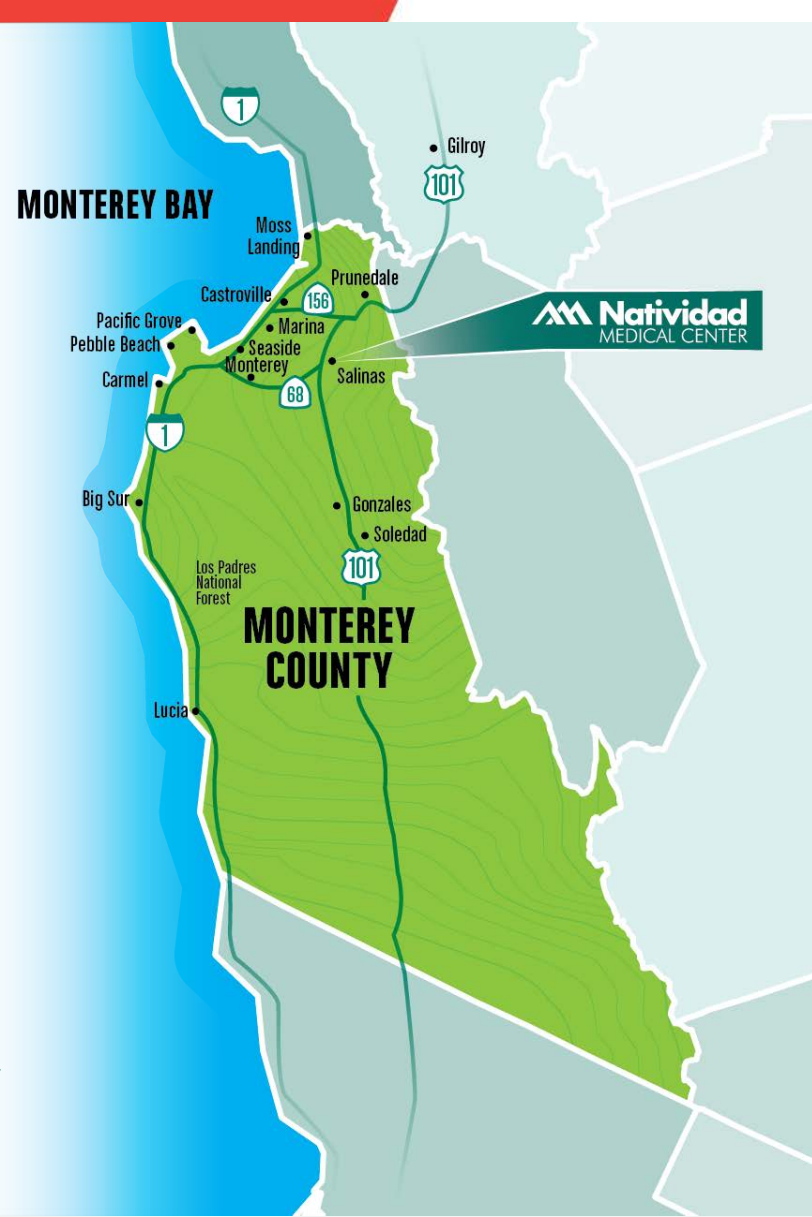 1
Gilroy
101
MONTEREY BAY
Moss
Landing
Prunedale
Castroville
156
Natividad
MEDICAL CENTER
Pacific Grove
Marina
Pebble Beach
Seaside
Monterey
Salinas
Carmel
68
1
Big Sur
Gonzales
Soledad
101
Los Padres
National
Forest
MONTEREY
COUNTY
Lucia